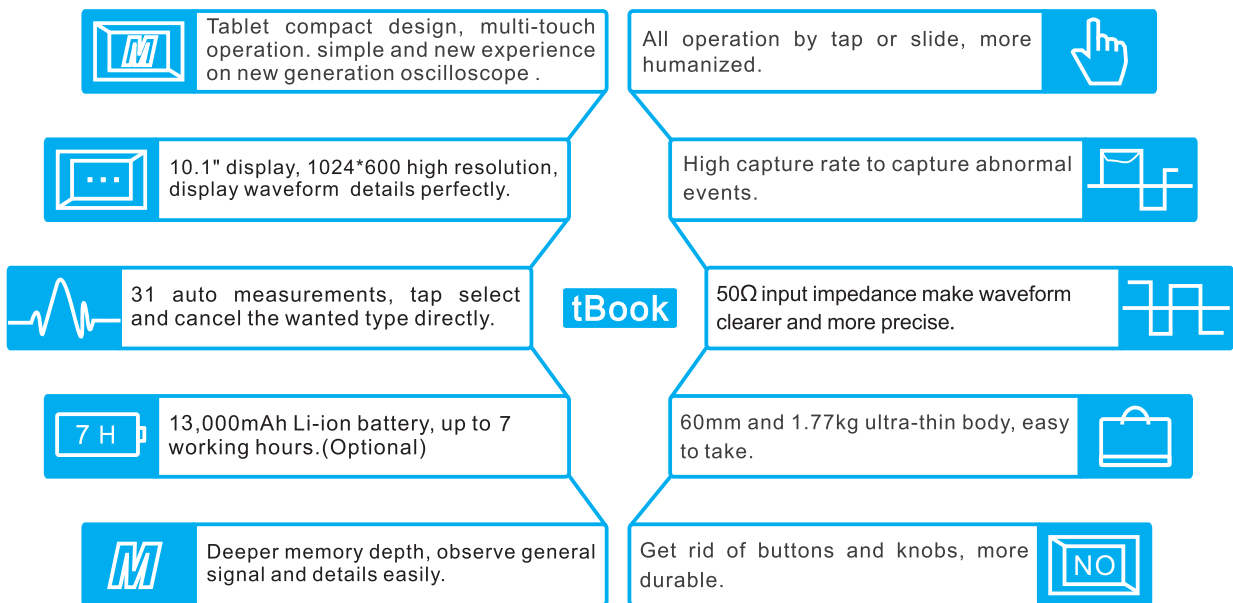 M
Tablet compact design, multi-touch
operation. simple and new experience
on new generation oscilloscope .
10.1" display, 1024*600 high resolution,
display waveform details perfectly.
31 auto measurements, tap select
and cancel the wanted type directly.
7 H
13,000mAh Li-ion battery, up to 7
working hours.(Optional)
M
Deeper memory depth, observe general
signal and details easily.
tBook
All operation by tap or slide, more
humanized.
High capture rate to capture abnormal
events.
50Ω input impedance make waveform
clearer and more precise.
60mm and 1.77kg ultra-thin body, easy
to take.
Get rid of buttons and knobs, more
durable.
NO